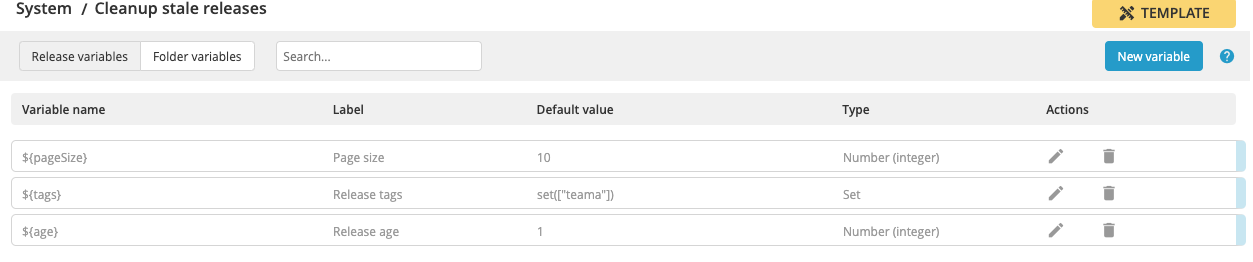 System / Cleanup stale releases
TEMPLATE
Release variables Folder variables Search... New variable ?
Variable name Label Default value Type Actions
${pageSize} Page size 10 Number (integer)
${tags} Release tags set(["teama"]) Set
${age} Release age 1 Number (integer)